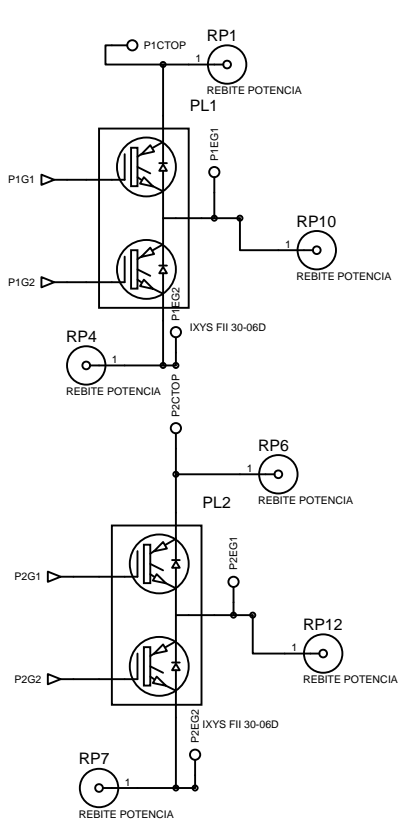 P1CTOP
RP1
1
REBITE POTENCIA
PL1
P1EG1
P1G1
RP10
1
REBITE POTENCIA
P1G2
P1EG2
IXYS FII 30-06D
RP4
1
REBITE POTENCIA
P2CTOP
RP6
1
REBITE POTENCIA
PL2
P2EG1
P2G1
RP12
1
REBITE POTENCIA
P2G2
P2EG2
IXYS FII 30-06D
RP7
1
REBITE POTENCIA